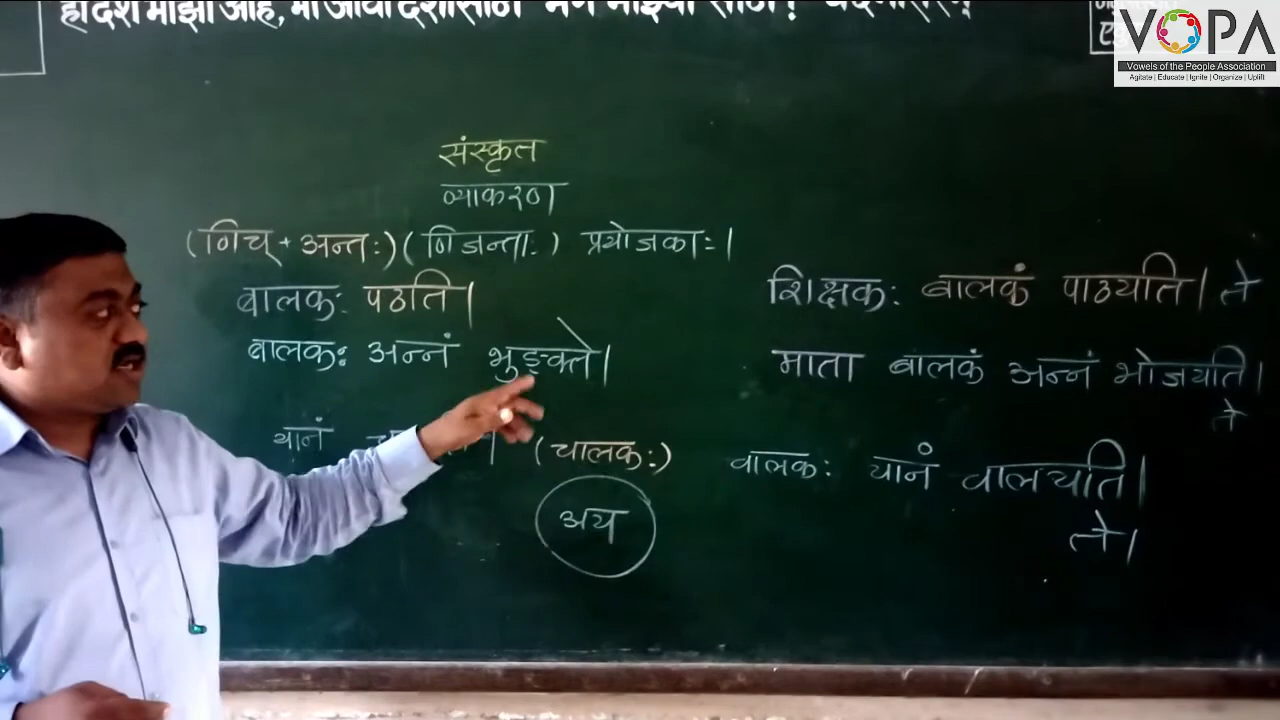 VOPA
Vowels of the People Association
Agitate | Educate | Ignite | Organize | Uplift
संस्कृत
व्याकरण
(णिच् + अन्तः) (णिजन्ताः) प्रयोजकाः।
बालकः पठति।
बालकः अन्नं भुङ्क्ते।
यानं
(चालकः)
अय
शिक्षकः बालकं पाठयति। ते
माता बालकं अन्नं भोजयति।
ते
चालकः यानं चालयति।
ते।